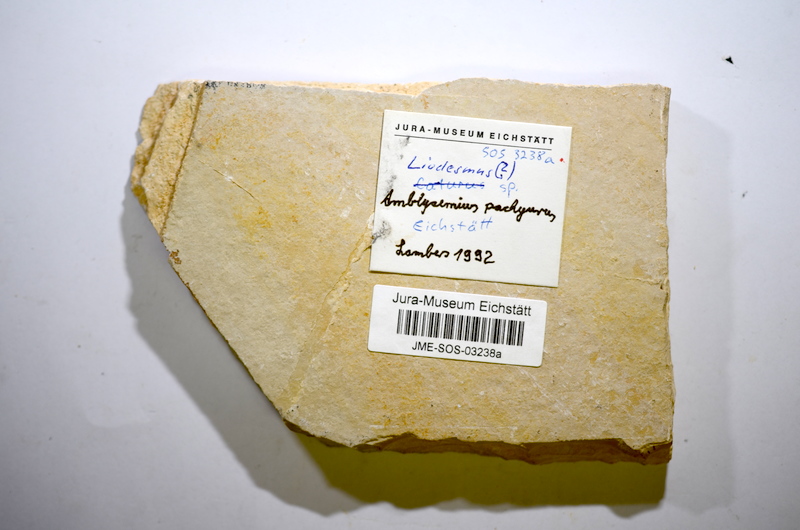 JURA-MUSEUM EICHSTÄTT
SOS 3238a
Liodesmus(?)
Caturus sp.
Amblysemius pachyurus
Eichstätt
Lambers 1992
Jura-Museum Eichstätt
JME-SOS-03238a